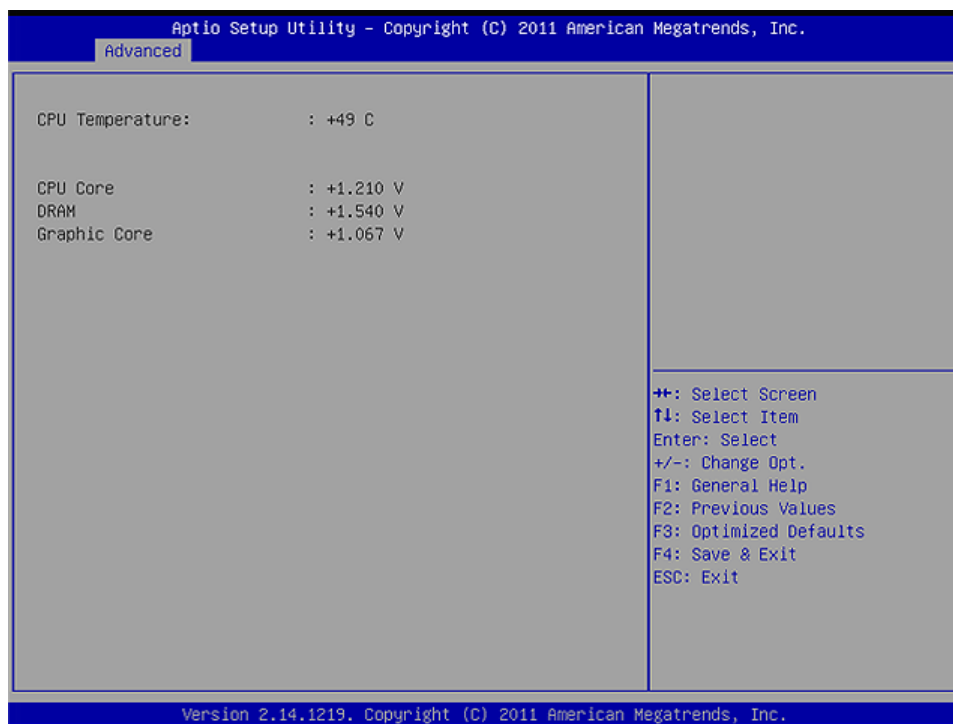 Aptio Setup Utility – Copyright (C) 2011 American Megatrends, Inc.
Advanced
CPU Temperature: : +49 C
CPU Core : +1.210 V
DRAM : +1.540 V
Graphic Core : +1.067 V
→←: Select Screen
↑↓: Select Item
Enter: Select
+/-: Change Opt.
F1: General Help
F2: Previous Values
F3: Optimized Defaults
F4: Save & Exit
ESC: Exit
Version 2.14.1219. Copyright (C) 2011 American Megatrends, Inc.